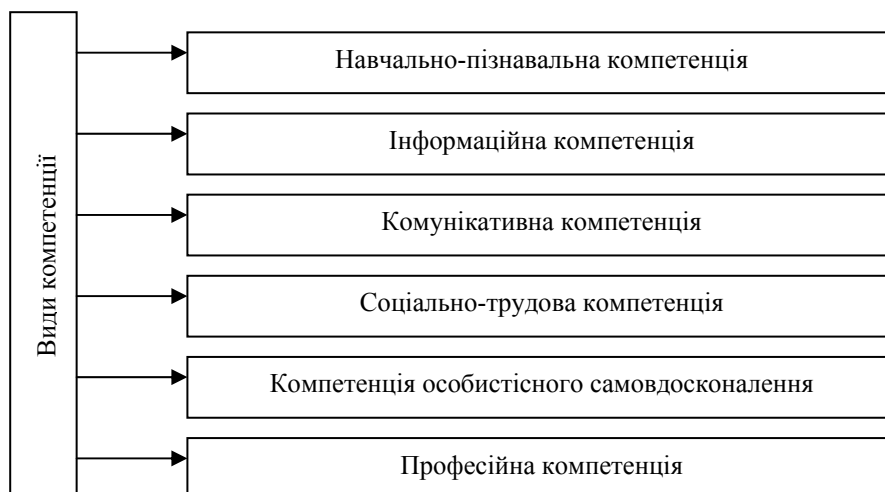 Види компетенції
Навчально-пізнавальна компетенція
Інформаційна компетенція
Комунікативна компетенція
Соціально-трудова компетенція
Компетенція особистісного самовдосконалення
Професійна компетенція